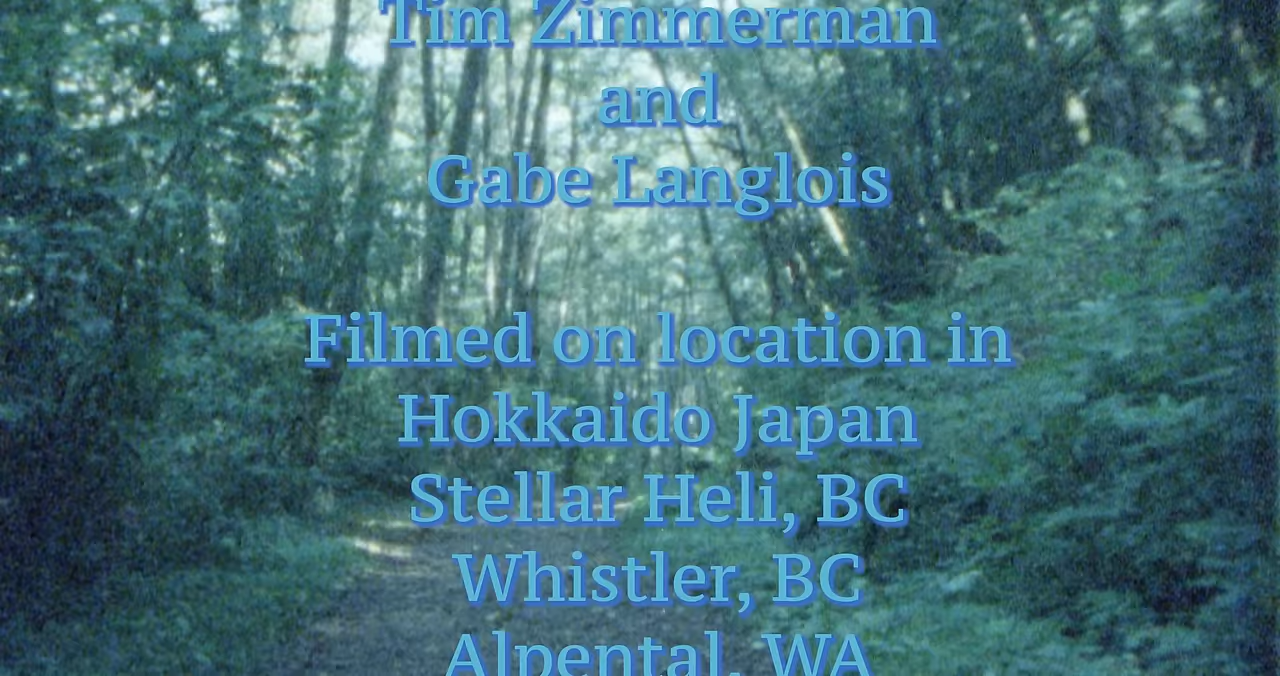 Tim Zimmerman
and
Gabe Langlois
Filmed on location in
Hokkaido Japan
Stellar Heli, BC
Whistler, BC
Alpental, WA